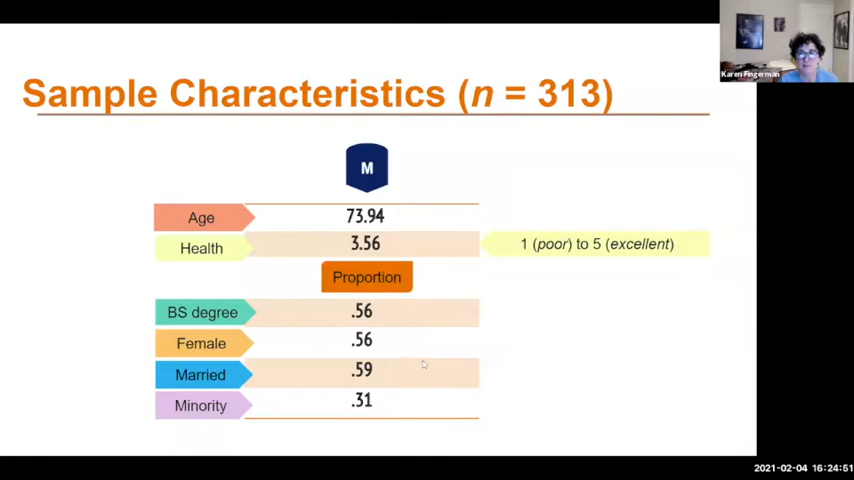 Karen Fingerman
Sample Characteristics (n = 313)
M
Age 73.94
Health 3.56 1 (poor) to 5 (excellent)
Proportion
BS degree .56
Female .56
Married .59
Minority .31
2021-02-04 16:24:51